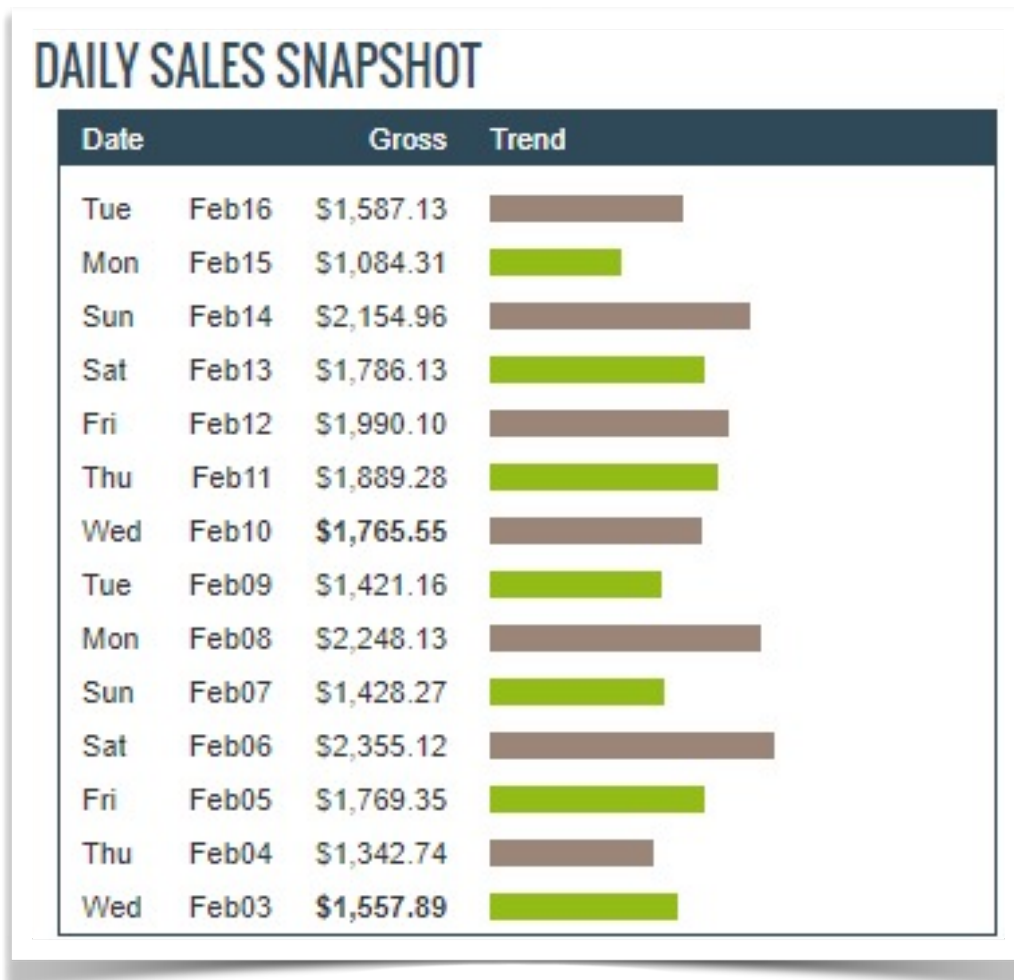 DAILY SALES SNAPSHOT
Date Gross Trend
Tue Feb16 $1,587.13
Mon Feb15 $1,084.31
Sun Feb14 $2,154.96
Sat Feb13 $1,786.13
Fri Feb12 $1,990.10
Thu Feb11 $1,889.28
Wed Feb10 $1,765.55
Tue Feb09 $1,421.16
Mon Feb08 $2,248.13
Sun Feb07 $1,428.27
Sat Feb06 $2,355.12
Fri Feb05 $1,769.35
Thu Feb04 $1,342.74
Wed Feb03 $1,557.89